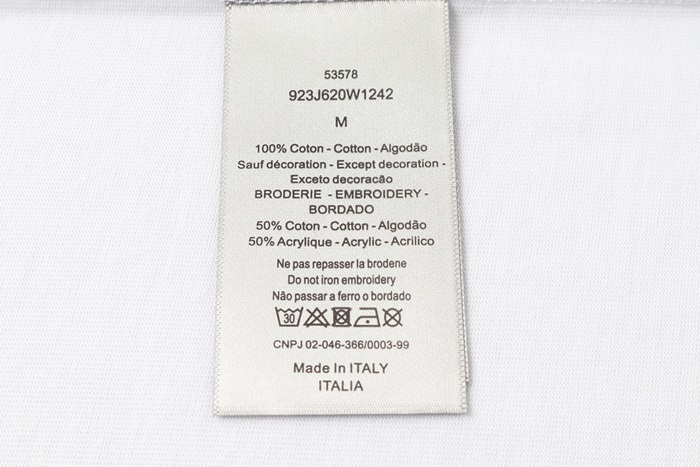 53578
923J620W1242
M
100% Coton - Cotton - Algodão
Sauf décoration - Except decoration -
Exceto decoracão
BRODERIE - EMBROIDERY -
BORDADO
50% Coton - Cotton - Algodão
50% Acrylique - Acrylic - Acrilico
Ne pas repasser la brodene
Do not iron embroidery
Não passar a ferro o bordado
30
CNPJ 02-046-366/0003-99
Made In ITALY
ITALIA